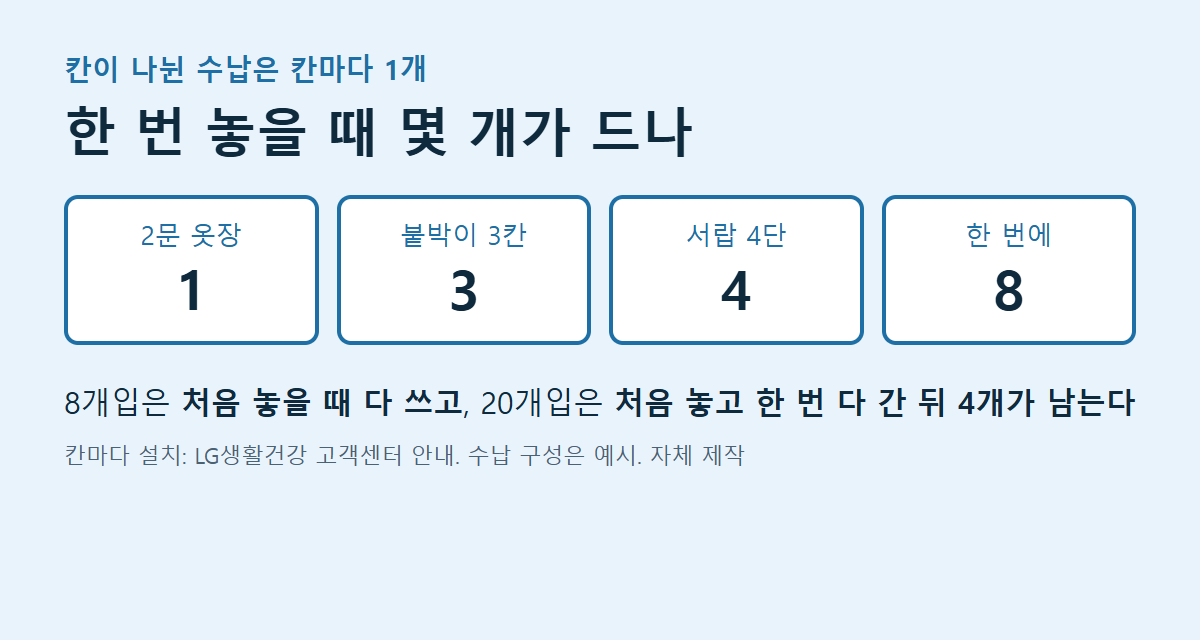 칸이 나뉜 수납은 칸마다 1개
한 번 놓을 때 몇 개가 드나
2문 옷장
1
붙박이 3칸
3
서랍 4단
4
한 번에
8
8개입은 처음 놓을 때 다 쓰고, 20개입은 처음 놓고 한 번 다 간 뒤 4개가 남는다
칸마다 설치: LG생활건강 고객센터 안내. 수납 구성은 예시. 자체 제작